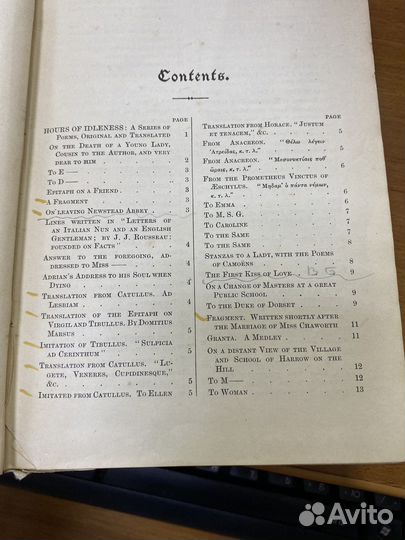 Contents.
PAGE
HOURS OF IDLENESS: A SERIES OF
POEMS, ORIGINAL AND TRANSLATED 1
ON THE DEATH OF A YOUNG LADY,
COUSIN TO THE AUTHOR, AND VERY
DEAR TO HIM . . . . 2
TO E—— . . . . 3
TO D—— . . . . 3
EPITAPH ON A FRIEND . . . . 3
A FRAGMENT . . . . 3
ON LEAVING NEWSTEAD ABBEY . . 3
LINES WRITTEN IN "LETTERS OF
AN ITALIAN NUN AND AN ENGLISH
GENTLEMAN; BY J. J. ROUSSEAU:
FOUNDED ON FACTS" . . . 4
ANSWER TO THE FOREGOING, AD-
DRESSED TO MISS —— . . . 4
ADRIAN'S ADDRESS TO HIS SOUL WHEN
DYING . . . . 4
TRANSLATION FROM CATULLUS. AD
LESBIAM . . . . 4
TRANSLATION OF THE EPITAPH ON
VIRGIL AND TIBULLUS. BY DOMITIUS
MARSUS . . . . 5
IMITATION OF TIBULLUS. "SULPICIA
AD CERINTHUM" . . . . 5
TRANSLATION FROM CATULLUS. "LU-
GETE, VENERES, CUPIDINESQUE,"
&c. . . . . 5
IMITATED FROM CATULLUS. TO ELLEN 5
PAGE
TRANSLATION FROM HORACE. "JUSTUM
ET TENACEM," &c. . . . . 5
FROM ANACREON. "Θέλω λέγειν
Ἀτρείδας, κ. τ. λ." . . . . 5
FROM ANACREON. "Μεσονυκτίοις ποθ'
ὥραις, κ. τ. λ." . . . . 6
FROM THE PROMETHEUS VINCTUS OF
ÆSCHYLUS. "Μηδαμ' ὁ πάντα νέμων,
κ. τ. λ." . . . . 6
TO EMMA . . . . 6
TO M. S. G. . . . . 7
TO CAROLINE . . . . 7
TO THE SAME . . . . 7
TO THE SAME . . . . 8
STANZAS TO A LADY, WITH THE POEMS
OF CAMOËNS . . . . 8
THE FIRST KISS OF LOVE . BG . 9
ON A CHANGE OF MASTERS AT A GREAT
PUBLIC SCHOOL . . . . 9
TO THE DUKE OF DORSET . . . 9
FRAGMENT. WRITTEN SHORTLY AFTER
THE MARRIAGE OF MISS CHAWORTH 11
GRANTA. A MEDLEY . . . . 11
ON A DISTANT VIEW OF THE VILLAGE
AND SCHOOL OF HARROW ON THE
HILL . . . . 12
TO M—— . . . . 12
TO WOMAN . . . . 13
Avito